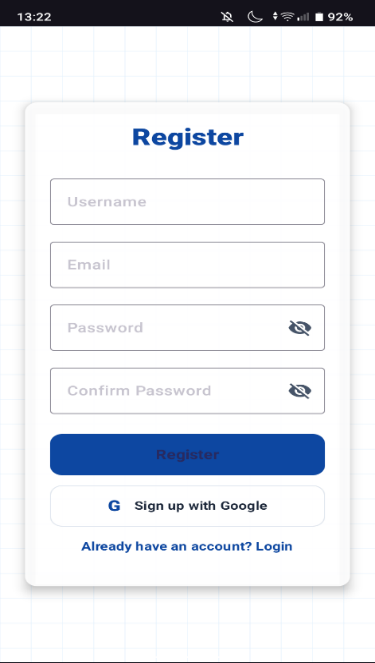 13:22 92%
Register
Username
Email
Password
Confirm Password
Register
G Sign up with Google
Already have an account? Login